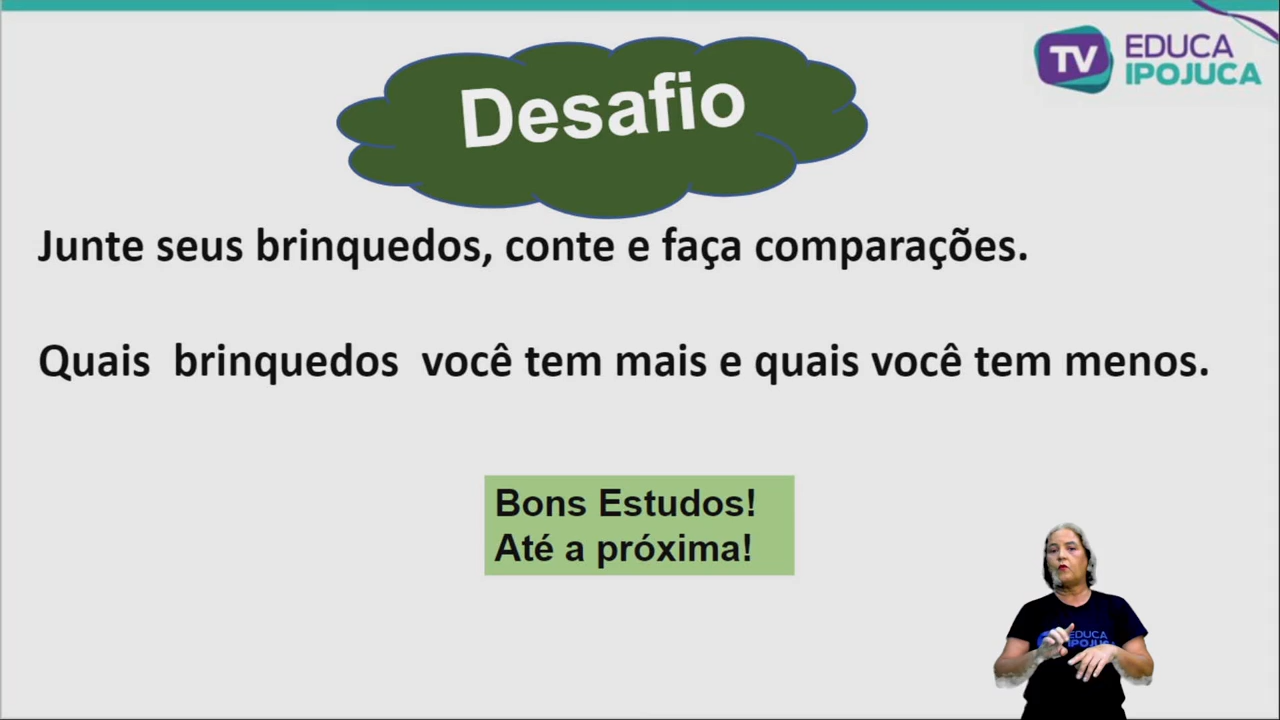 Desafio
TV EDUCA
IPOJUCA
Junte seus brinquedos, conte e faça comparações.
Quais brinquedos você tem mais e quais você tem menos.
Bons Estudos!
Até a próxima!
EDUCA
IPOJUCA